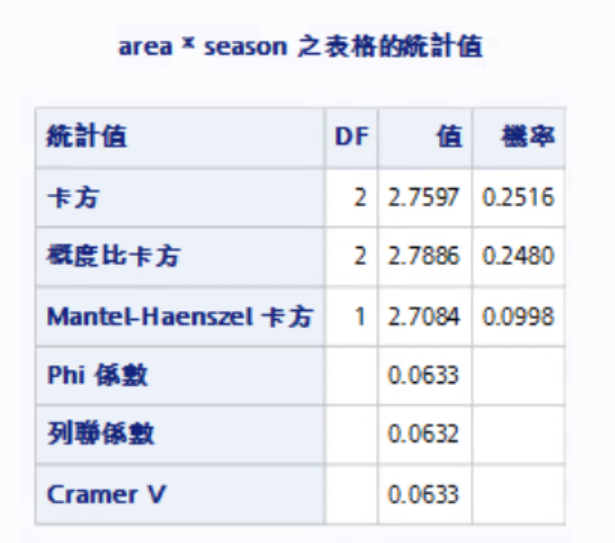 area * season 之表格的統計值
統計值 DF 值 機率
卡方 2 2.7597 0.2516
概度比卡方 2 2.7886 0.2480
Mantel-Haenszel 卡方 1 2.7084 0.0998
Phi 係數 0.0633
列聯係數 0.0632
Cramer V 0.0633